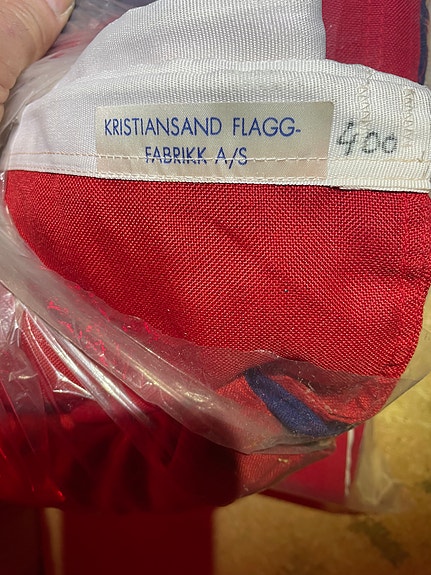 KRISTIANSAND FLAGG-
FABRIKK A/S
400